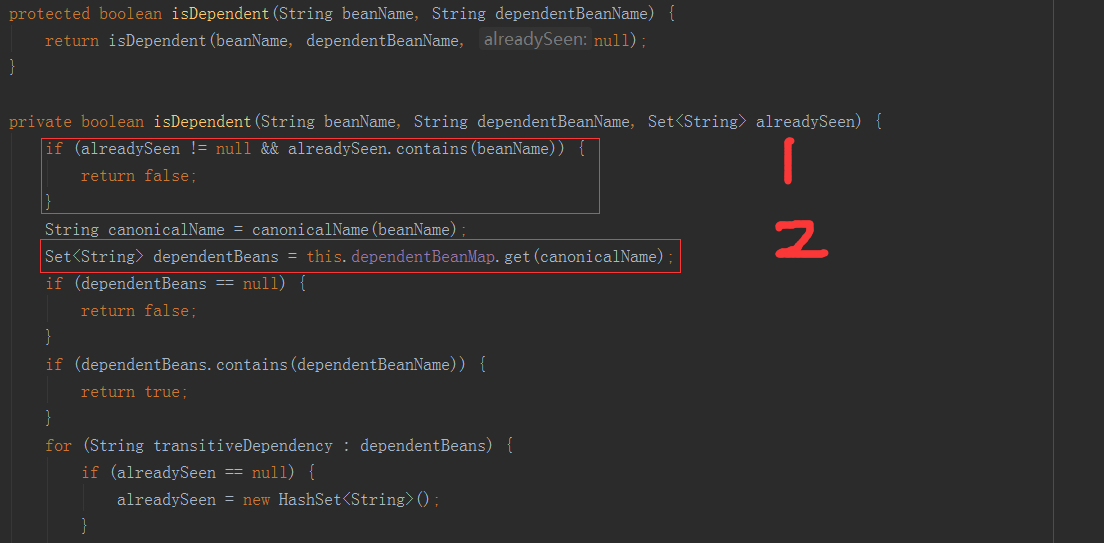 protected boolean isDependent(String beanName, String dependentBeanName) {
return isDependent(beanName, dependentBeanName, alreadySeen: null);
}
private boolean isDependent(String beanName, String dependentBeanName, Set<String> alreadySeen) {
if (alreadySeen != null && alreadySeen.contains(beanName)) {
1
return false;
}
String canonicalName = canonicalName(beanName);
2
Set<String> dependentBeans = this.dependentBeanMap.get(canonicalName);
if (dependentBeans == null) {
return false;
}
if (dependentBeans.contains(dependentBeanName)) {
return true;
}
for (String transitiveDependency : dependentBeans) {
if (alreadySeen == null) {
alreadySeen = new HashSet<String>();
}